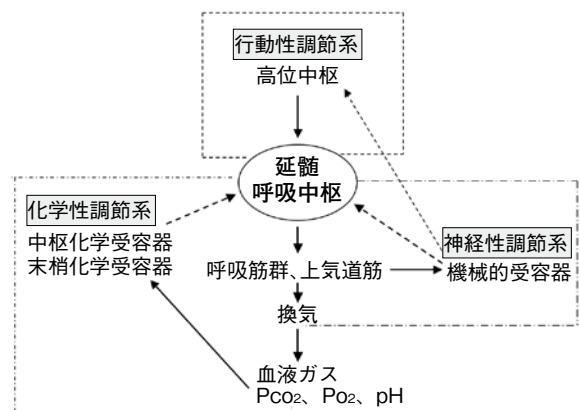 行動性調節系
高位中枢
延髄
呼吸中枢
化学性調節系
中枢化学受容器
末梢化学受容器
神経性調節系
機械的受容器
呼吸筋群、上気道筋
換気
血液ガス
Pco₂、Po₂、pH